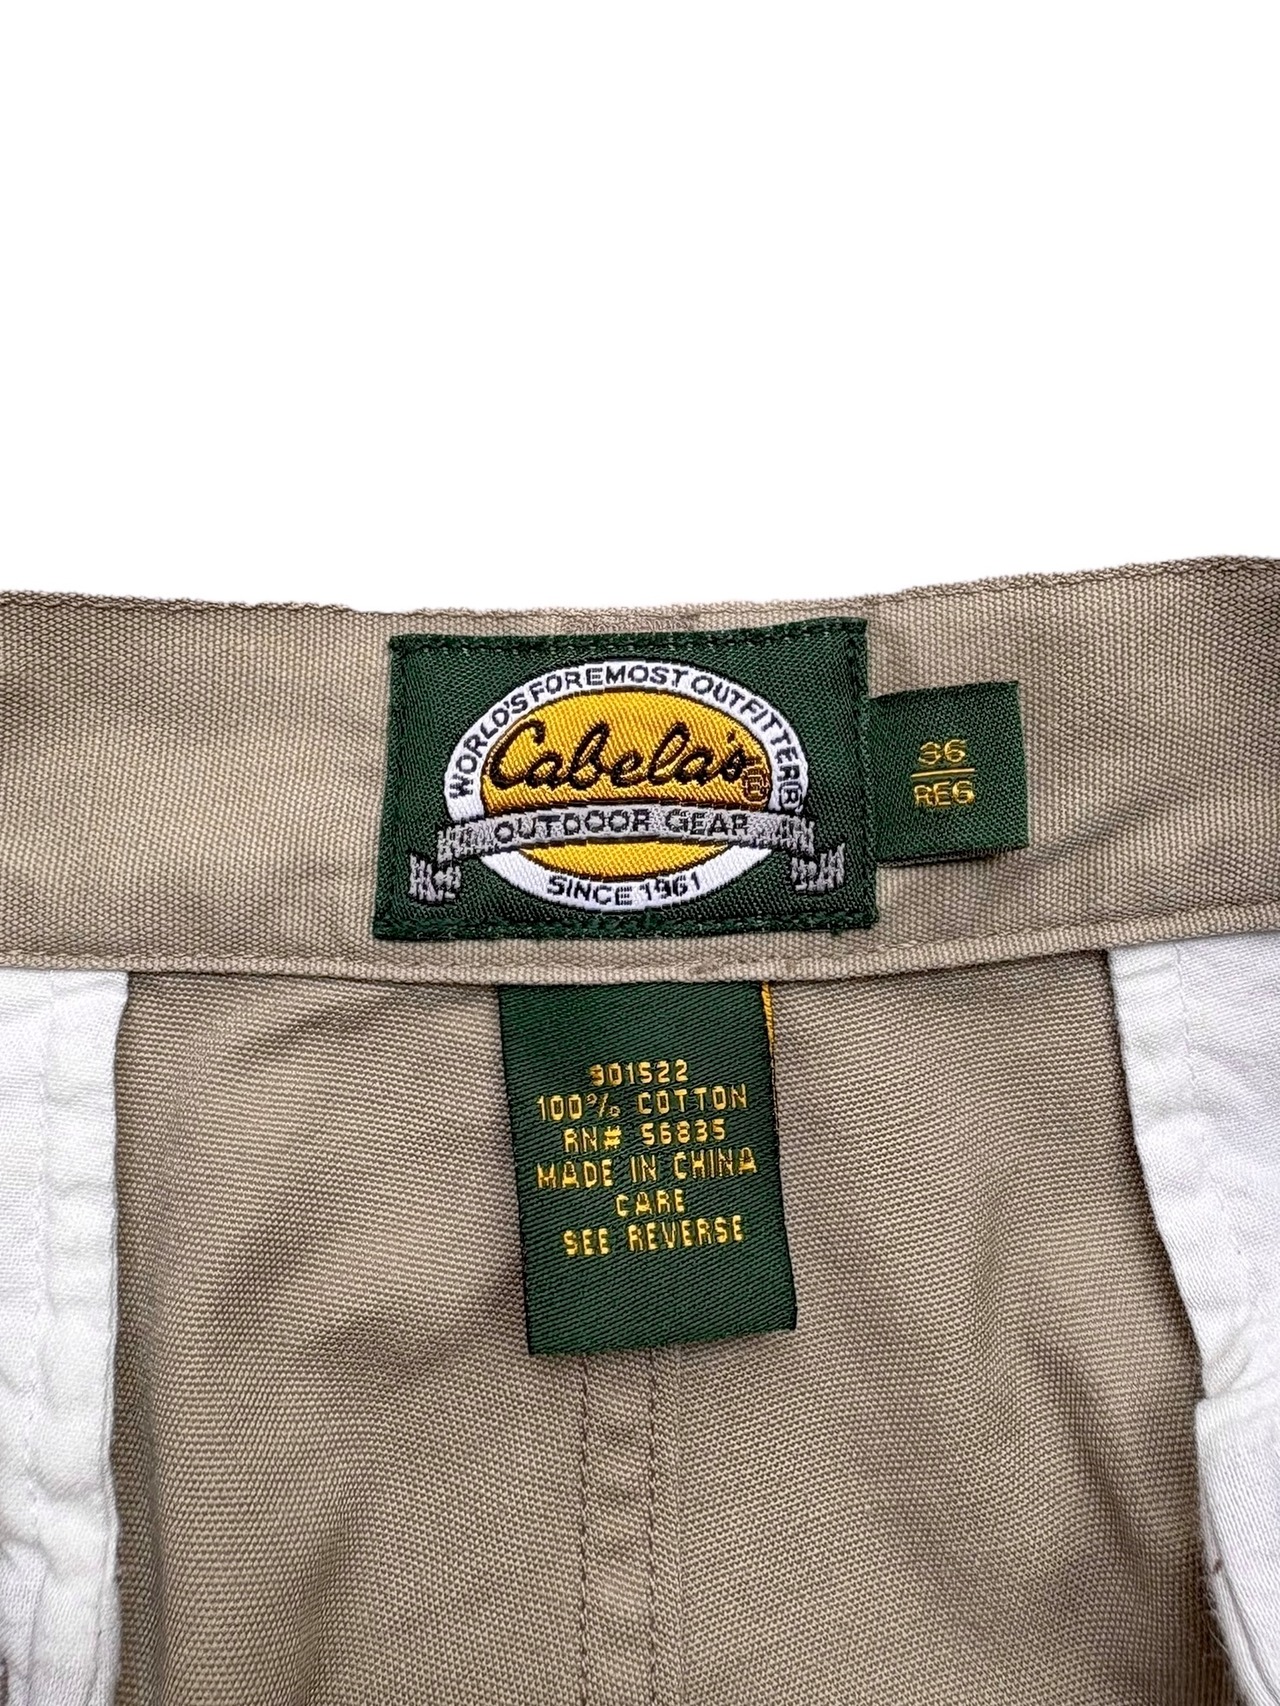 WORLD'S FOREMOST OUTFITTER®
Cabela's®
OUTDOOR GEAR
SINCE 1961
36
REG
901522
100% COTTON
RN# 56835
MADE IN CHINA
CARE
SEE REVERSE